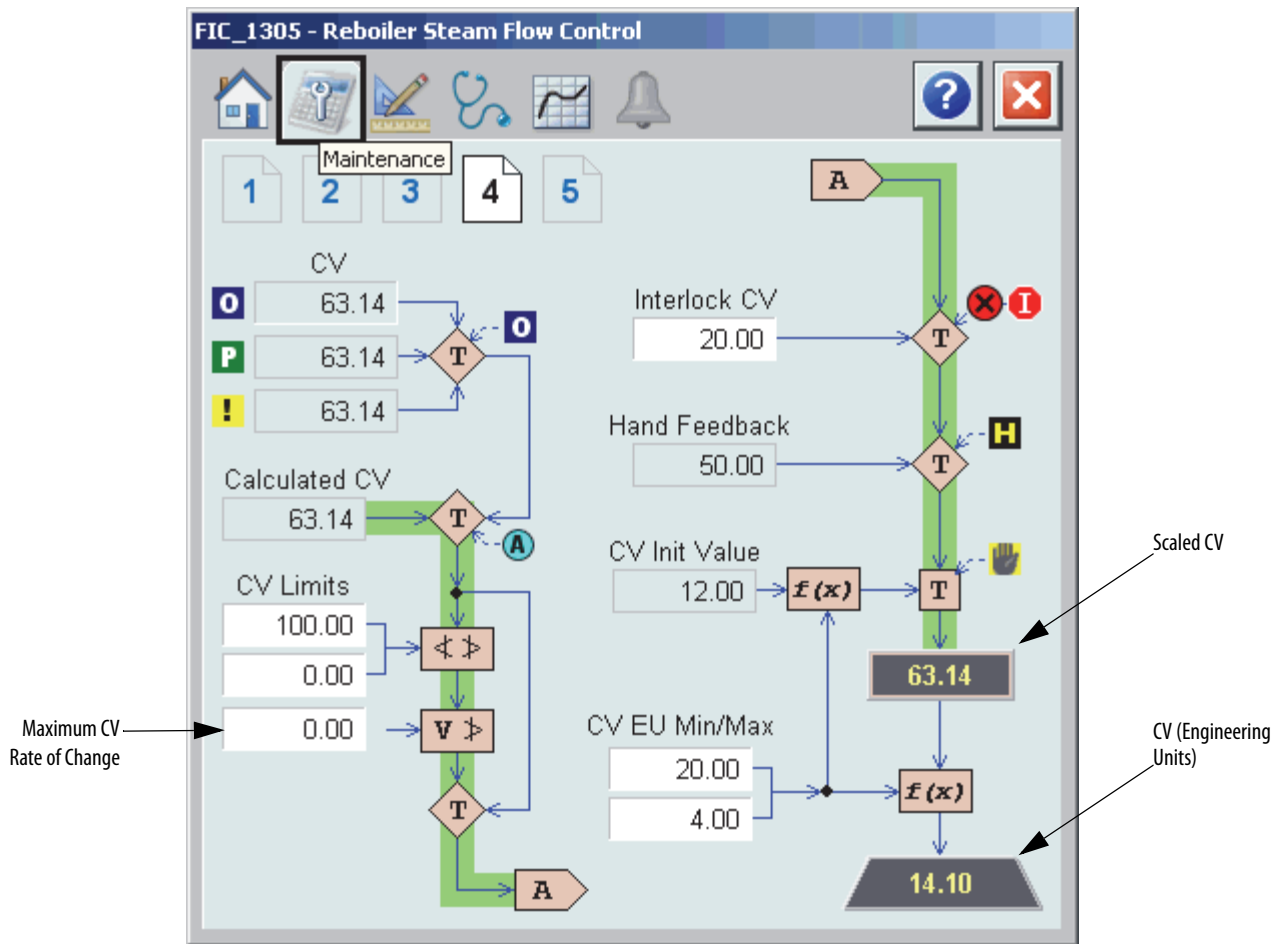 FIC_1305 - Reboiler Steam Flow Control
?
Maintenance
1 2 3 4 5
CV
O 63.14 O
P 63.14 T
! 63.14
Calculated CV
63.14 T
A
CV Limits
100.00
0.00
Maximum CV
Rate of Change
0.00 V
T
A
A
Interlock CV
20.00 T
I
Hand Feedback
50.00 T
H
CV Init Value
12.00 f(x) T
Scaled CV
63.14
CV EU Min/Max
20.00
4.00
f(x)
CV (Engineering
Units)
14.10